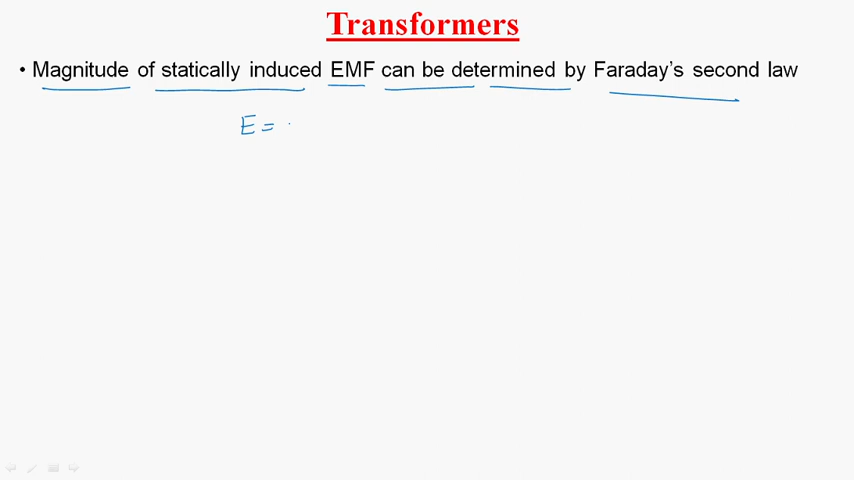 Transformers
• Magnitude of statically induced EMF can be determined by Faraday's second law
E =